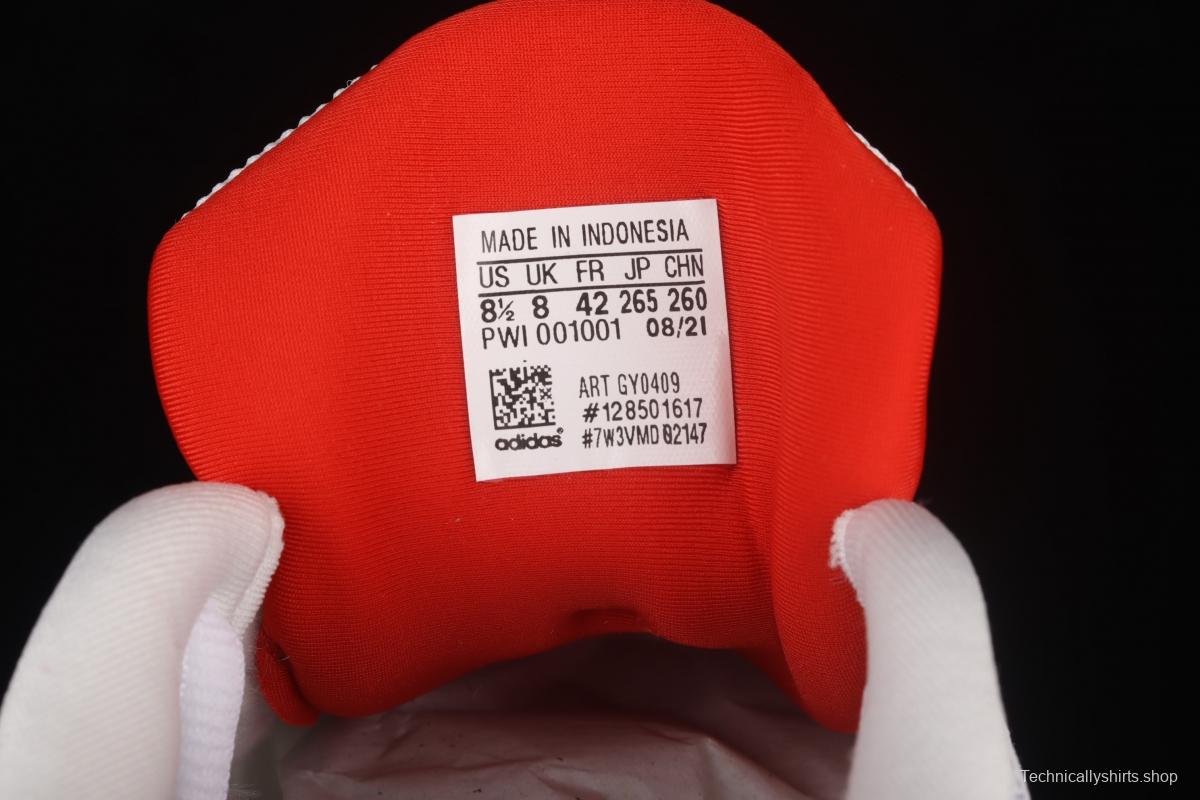 MADE IN INDONESIA
US UK FR JP CHN
8½ 8 42 265 260
PWI 001001 08/21
ART GY0409
#128501617
#7W3VMD02147
adidas®
Technicallyshirts.shop